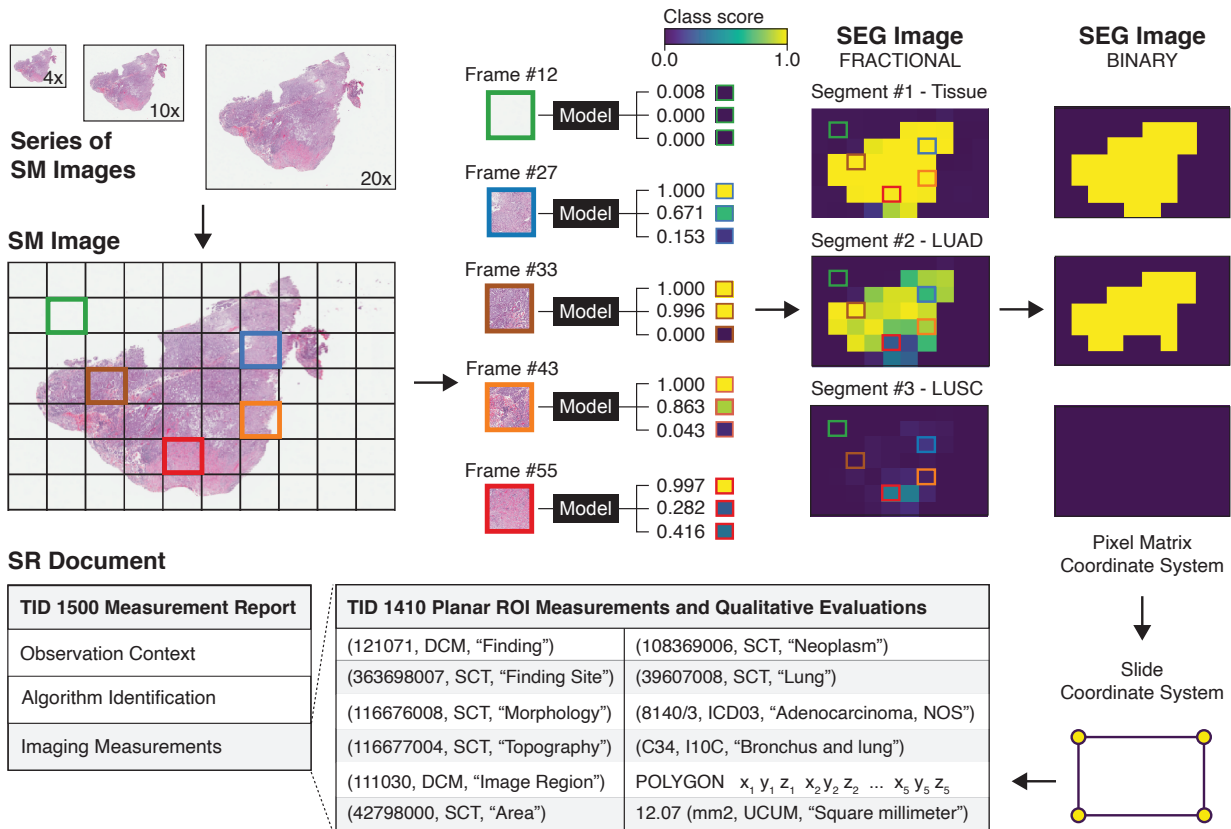 4x
10x
20x
Series of
SM Images
SM Image
Frame #12
Model
0.008
0.000
0.000
Frame #27
Model
1.000
0.671
0.153
Frame #33
Model
1.000
0.996
0.000
Frame #43
Model
1.000
0.863
0.043
Frame #55
Model
0.997
0.282
0.416
Class score
0.0 1.0
SEG Image
FRACTIONAL
Segment #1 - Tissue
Segment #2 - LUAD
Segment #3 - LUSC
SEG Image
BINARY
Pixel Matrix
Coordinate System
Slide
Coordinate System
SR Document
TID 1500 Measurement Report
Observation Context
Algorithm Identification
Imaging Measurements
TID 1410 Planar ROI Measurements and Qualitative Evaluations
(121071, DCM, “Finding”) (108369006, SCT, “Neoplasm”)
(363698007, SCT, “Finding Site”) (39607008, SCT, “Lung”)
(116676008, SCT, “Morphology”) (8140/3, ICD03, “Adenocarcinoma, NOS”)
(116677004, SCT, “Topography”) (C34, I10C, “Bronchus and lung”)
(111030, DCM, “Image Region”) POLYGON x₁ y₁ z₁ x₂ y₂ z₂ ... x₅ y₅ z₅
(42798000, SCT, “Area”) 12.07 (mm2, UCUM, “Square millimeter”)